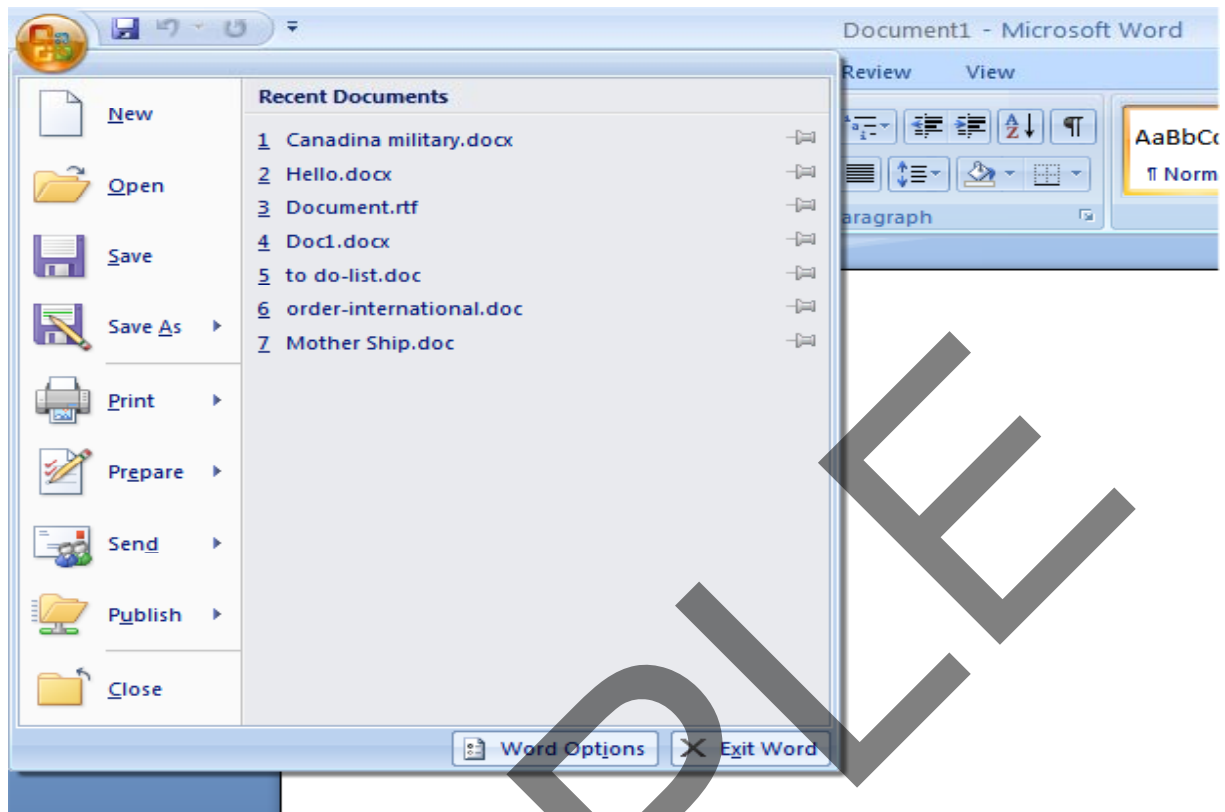 Document1 - Microsoft Word
Review View
New
Open
Save
Save As
Print
Prepare
Send
Publish
Close
Recent Documents
1 Canadina military.docx
2 Hello.docx
3 Document.rtf
4 Doc1.docx
5 to do-list.doc
6 order-international.doc
7 Mother Ship.doc
Word Options
Exit Word
A
Z
¶
AaBbCc
¶ Norm
aragraph
PLE